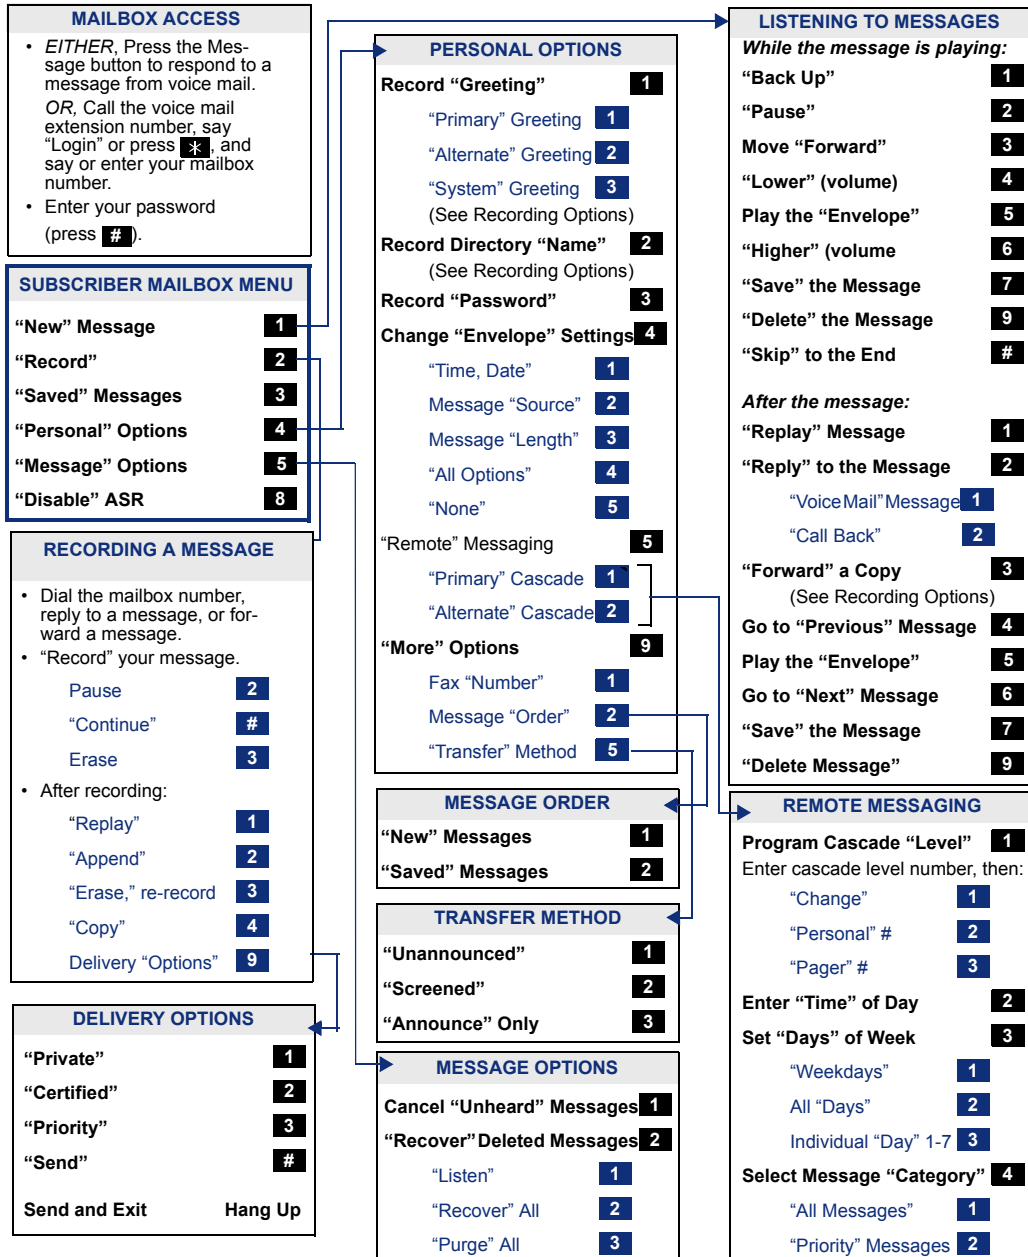 MAILBOX ACCESS
• EITHER, Press the Mes-
sage button to respond to a
message from voice mail.
OR, Call the voice mail
extension number, say
“Login” or press * , and
say or enter your mailbox
number.
• Enter your password
(press # ).
SUBSCRIBER MAILBOX MENU
“New” Message 1
“Record” 2
“Saved” Messages 3
“Personal” Options 4
“Message” Options 5
“Disable” ASR 8
RECORDING A MESSAGE
• Dial the mailbox number,
reply to a message, or for-
ward a message.
• “Record” your message.
Pause 2
“Continue” #
Erase 3
• After recording:
“Replay” 1
“Append” 2
“Erase,” re-record 3
“Copy” 4
Delivery “Options” 9
DELIVERY OPTIONS
“Private” 1
“Certified” 2
“Priority” 3
“Send” #
Send and Exit Hang Up
PERSONAL OPTIONS
Record “Greeting” 1
“Primary” Greeting 1
“Alternate” Greeting 2
“System” Greeting 3
(See Recording Options)
Record Directory “Name” 2
(See Recording Options)
Record “Password” 3
Change “Envelope” Settings 4
“Time, Date” 1
Message “Source” 2
Message “Length” 3
“All Options” 4
“None” 5
“Remote” Messaging 5
“Primary” Cascade 1
“Alternate” Cascade 2
“More” Options 9
Fax “Number” 1
Message “Order” 2
“Transfer” Method 5
MESSAGE ORDER
“New” Messages 1
“Saved” Messages 2
TRANSFER METHOD
“Unannounced” 1
“Screened” 2
“Announce” Only 3
MESSAGE OPTIONS
Cancel “Unheard” Messages 1
“Recover” Deleted Messages 2
“Listen” 1
“Recover” All 2
“Purge” All 3
LISTENING TO MESSAGES
While the message is playing:
“Back Up” 1
“Pause” 2
Move “Forward” 3
“Lower” (volume) 4
Play the “Envelope” 5
“Higher” (volume 6
“Save” the Message 7
“Delete” the Message 9
“Skip” to the End #
After the message:
“Replay” Message 1
“Reply” to the Message 2
“Voice Mail” Message 1
“Call Back” 2
“Forward” a Copy 3
(See Recording Options)
Go to “Previous” Message 4
Play the “Envelope” 5
Go to “Next” Message 6
“Save” the Message 7
“Delete Message” 9
REMOTE MESSAGING
Program Cascade “Level” 1
Enter cascade level number, then:
“Change” 1
“Personal” # 2
“Pager” # 3
Enter “Time” of Day 2
Set “Days” of Week 3
“Weekdays” 1
All “Days” 2
Individual “Day” 1-7 3
Select Message “Category” 4
“All Messages” 1
“Priority” Messages 2